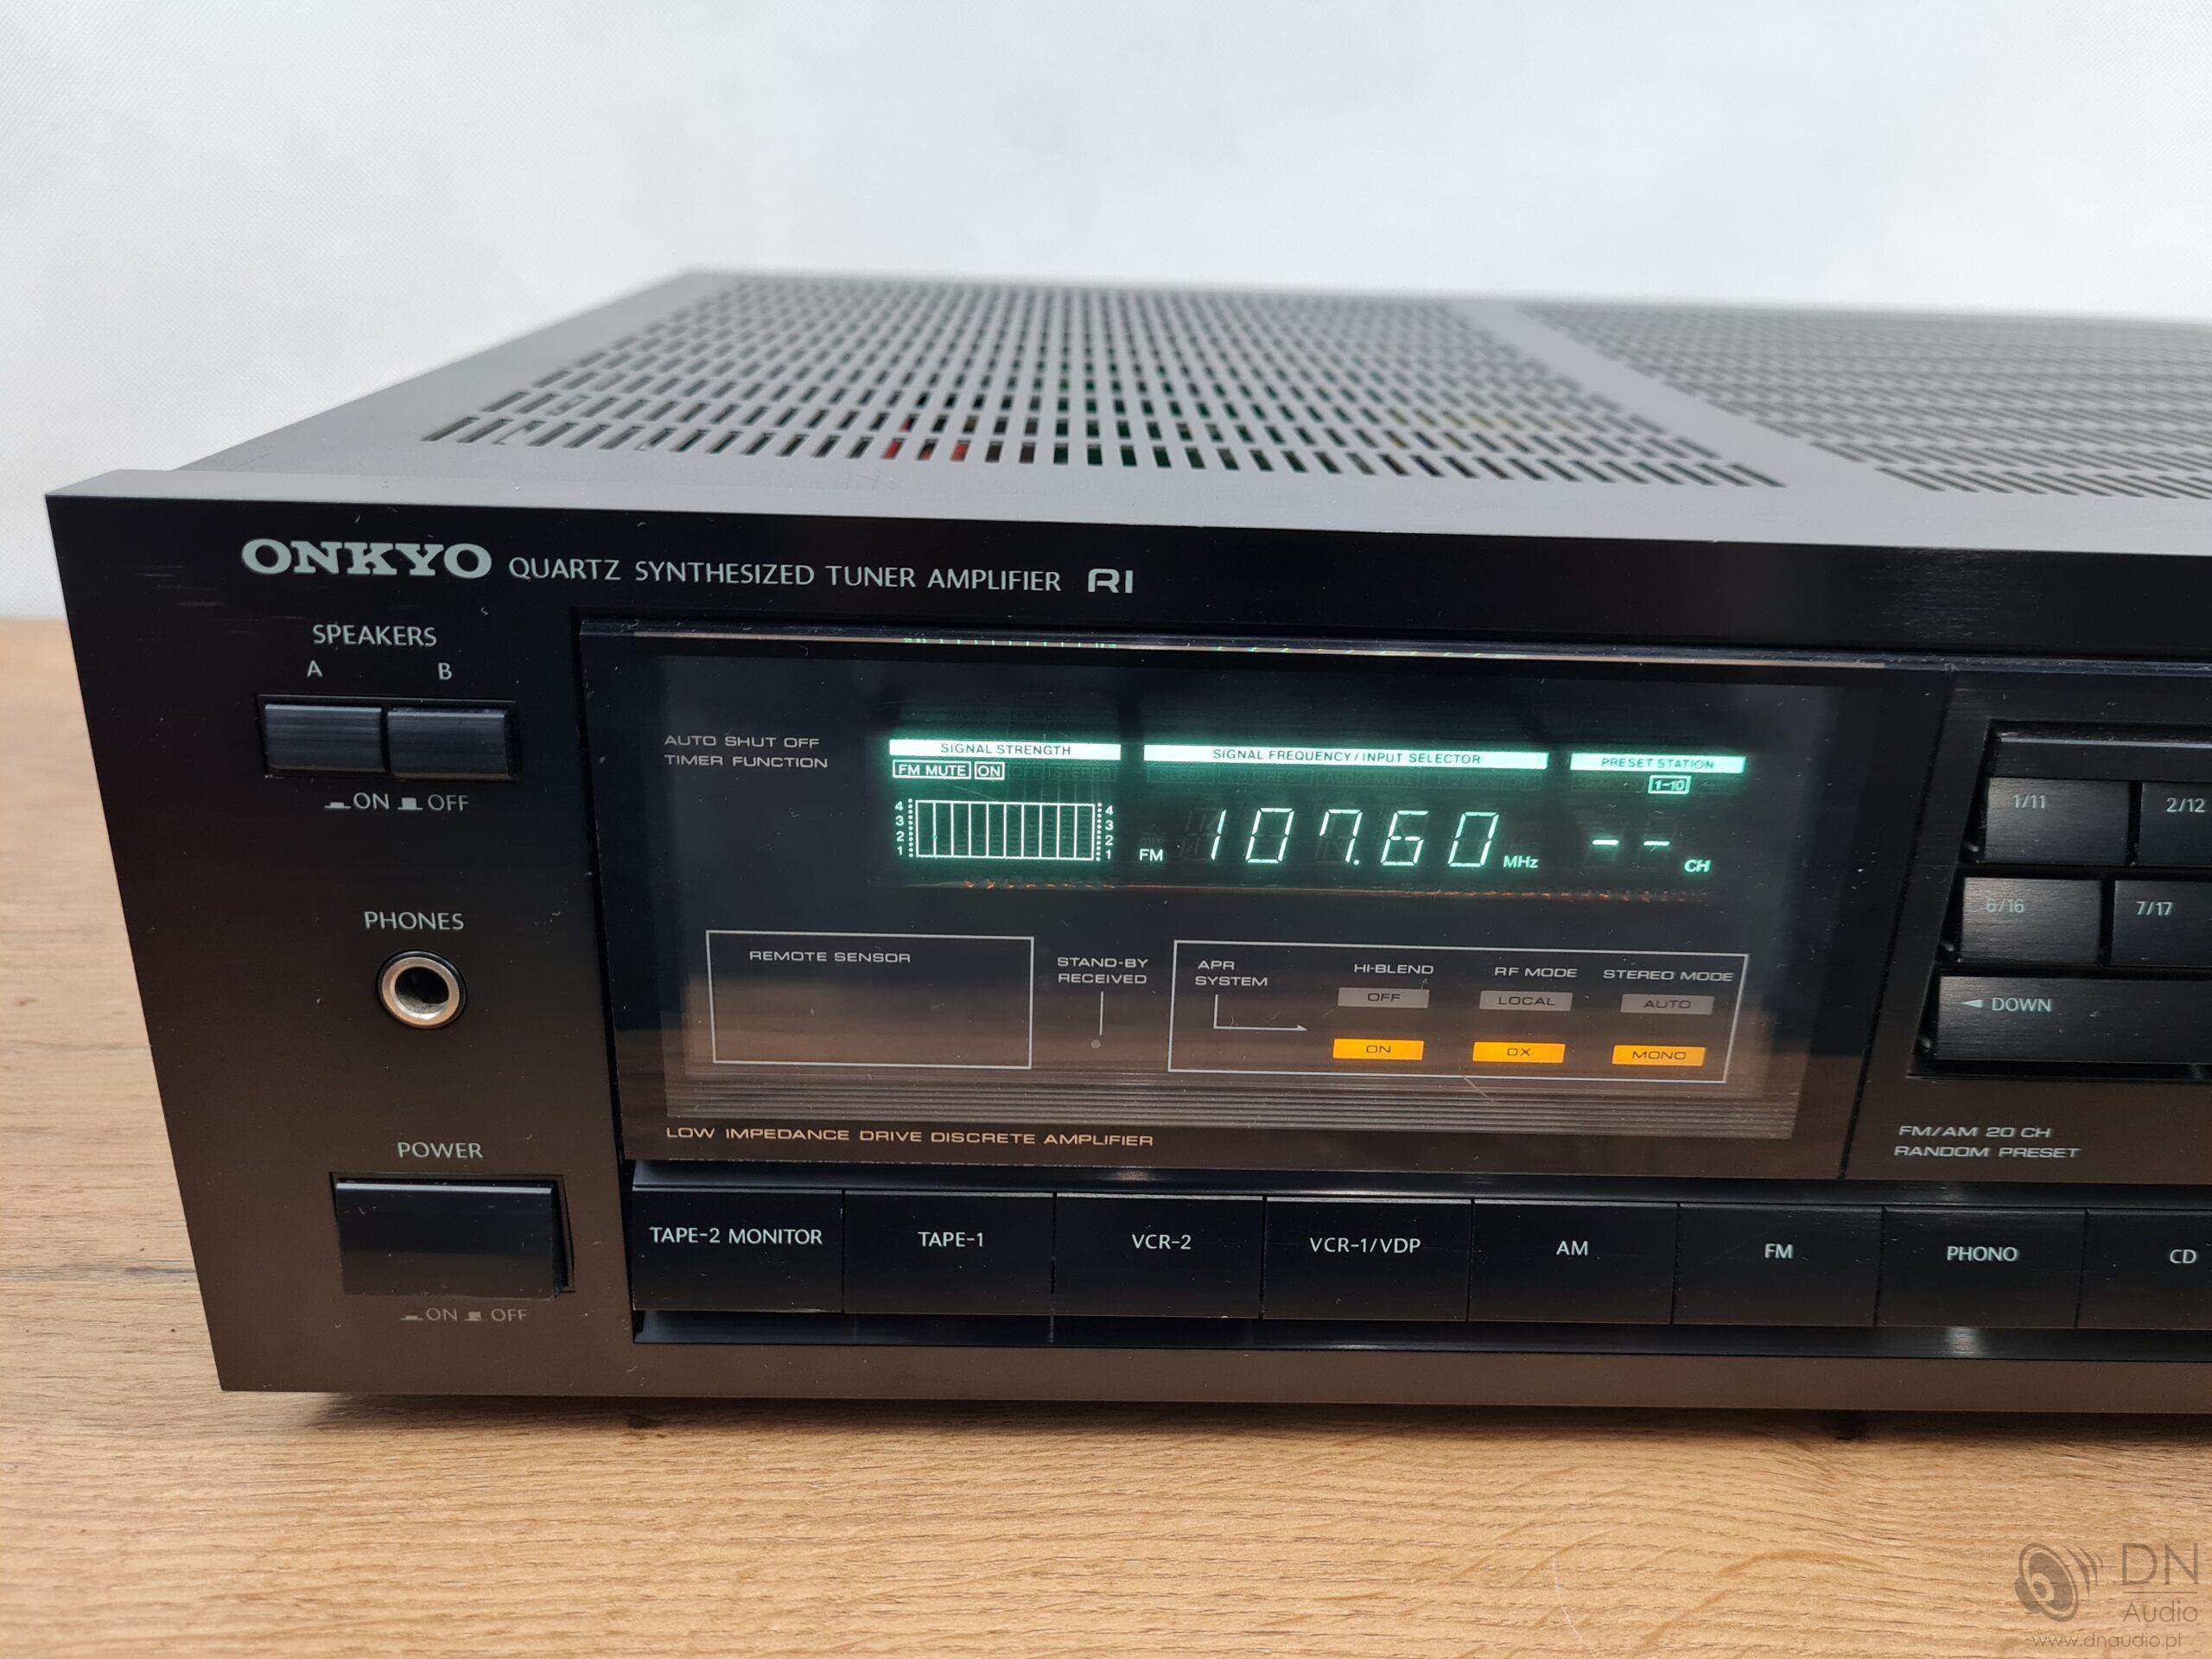 ONKYO QUARTZ SYNTHESIZED TUNER AMPLIFIER RI
SPEAKERS
A B
ON OFF
AUTO SHUT OFF
TIMER FUNCTION
SIGNAL STRENGTH
SIGNAL FREQUENCY/INPUT SELECTOR
PRESET STATION
FM MUTE ON
1-10
4 4
3 3
2 2
1 1
FM 107.60 MHz
-- CH
1/11 2/12
6/16 7/17
DOWN
PHONES
REMOTE SENSOR
STAND-BY
RECEIVED
APR
SYSTEM
HI-BLEND RF MODE STEREO MODE
OFF LOCAL AUTO
ON DX MONO
LOW IMPEDANCE DRIVE DISCRETE AMPLIFIER
FM/AM 20 CH
RANDOM PRESET
POWER
ON OFF
TAPE-2 MONITOR TAPE-1 VCR-2 VCR-1/VDP AM FM PHONO CD
DN
Audio
www.dnaudio.pl